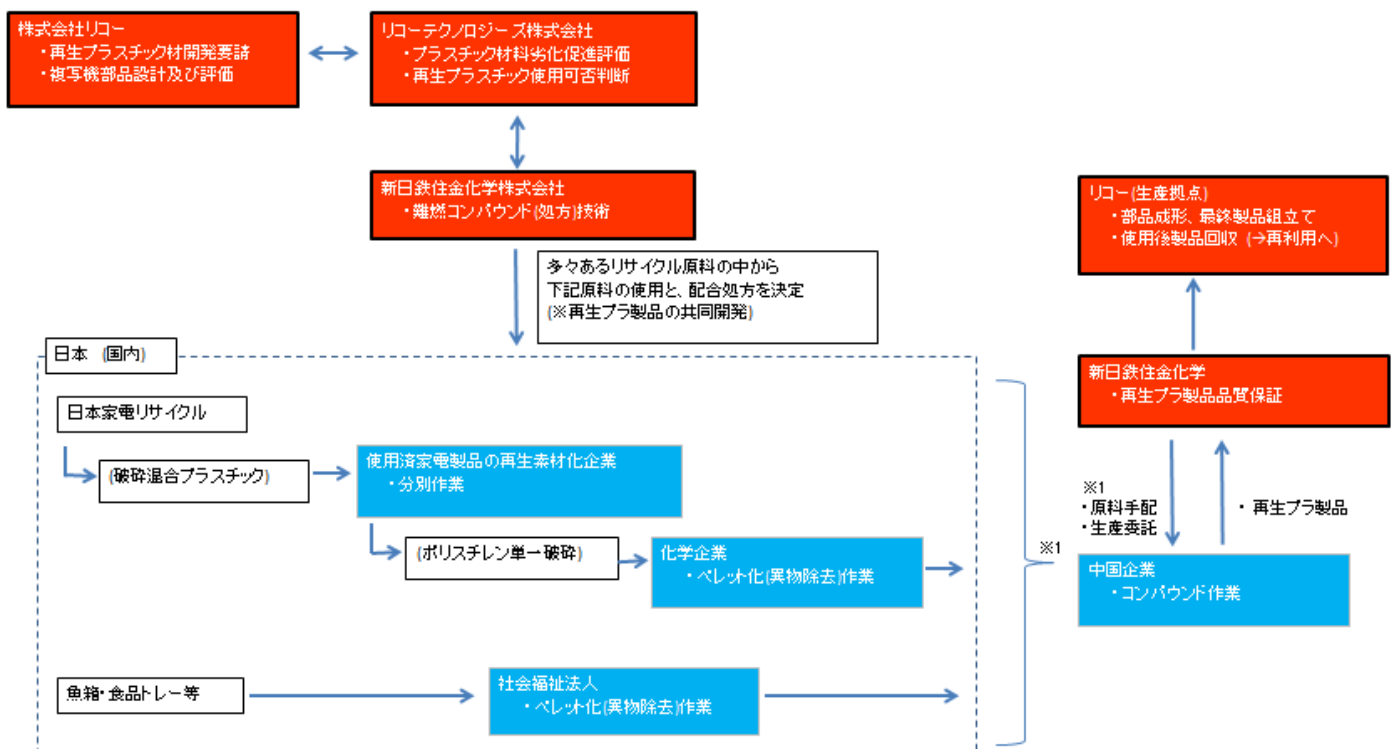 株式会社リコー
・再生プラスチック材開発要請
・複写機部品設計及び評価
リコーテクノロジーズ株式会社
・プラスチック材料劣化促進評価
・再生プラスチック使用可否判断
新日鉄住金化学株式会社
・難燃コンパウンド(処方)技術
多々あるリサイクル原料の中から
下記原料の使用と、配合処方を決定
(※再生プラ製品の共同開発)
日本 (国内)
日本家電リサイクル
(破砕混合プラスチック)
使用済家電製品の再生素材化企業
・分別作業
(ポリスチレン単一破砕)
化学企業
・ペレット化(異物除去)作業
魚箱・食品トレー等
社会福祉法人
・ペレット化(異物除去)作業
※1
リコー(生産拠点)
・部品成形、最終製品組立て
・使用後製品回収 (→再利用へ)
新日鉄住金化学
・再生プラ製品品質保証
※1
・原料手配
・生産委託
・再生プラ製品
中国企業
・コンパウンド作業